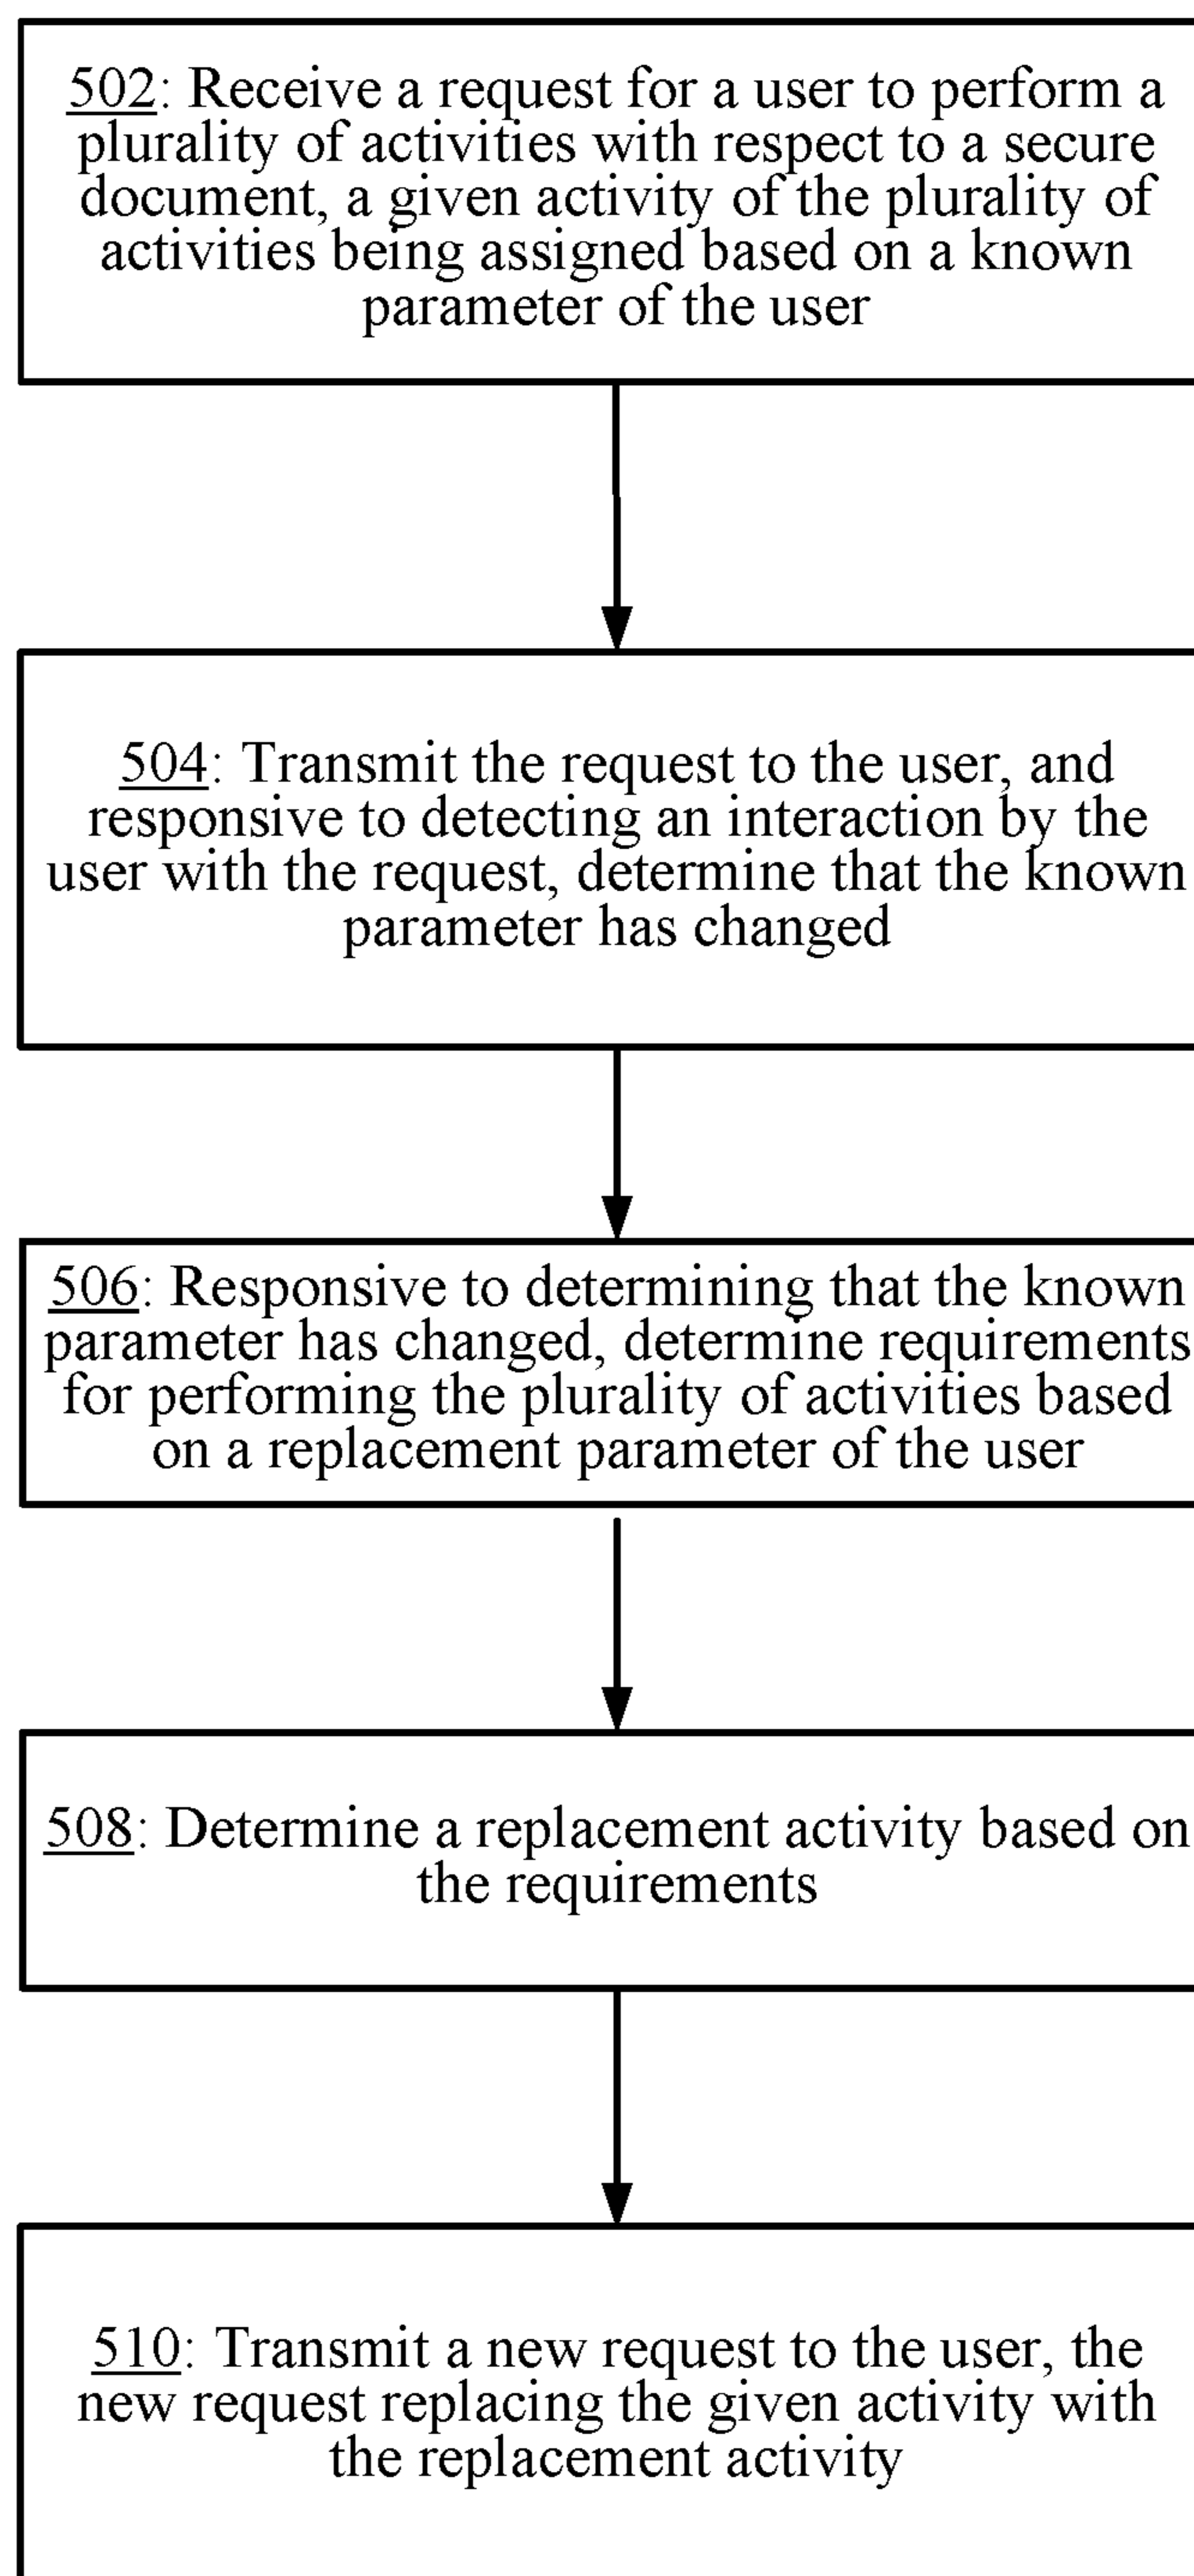 502: Receive a request for a user to perform a
plurality of activities with respect to a secure
document, a given activity of the plurality of
activities being assigned based on a known
parameter of the user
504: Transmit the request to the user, and
responsive to detecting an interaction by the
user with the request, determine that the known
parameter has changed
506: Responsive to determining that the known
parameter has changed, determine requirements
for performing the plurality of activities based
on a replacement parameter of the user
508: Determine a replacement activity based on
the requirements
510: Transmit a new request to the user, the
new request replacing the given activity with
the replacement activity